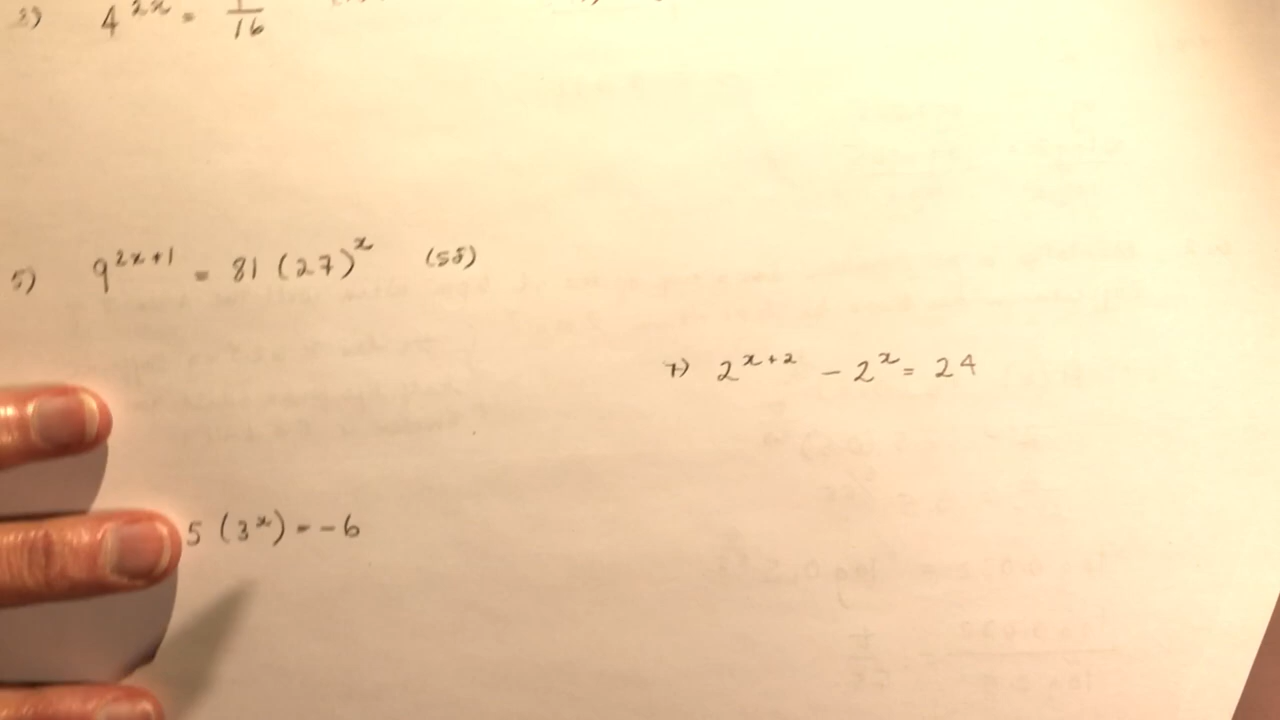 3) 4^{2x} = 1/16
5) 9^{2x+1} = 81 (27)^x (S5)
7) 2^{x+2} - 2^x = 24
5 (3^x) = -6